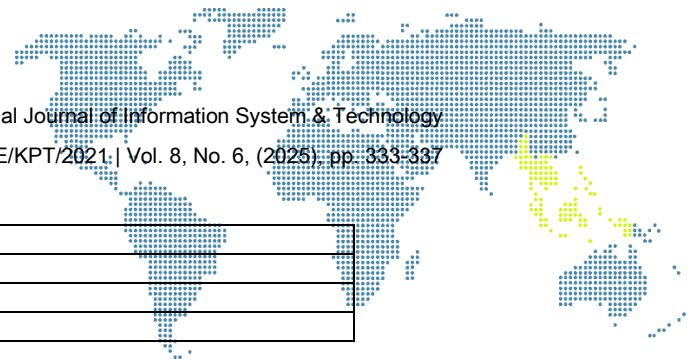 al Journal of Information System & Technology
E/KPT/2021 | Vol. 8, No. 6, (2025), pp. 333-337